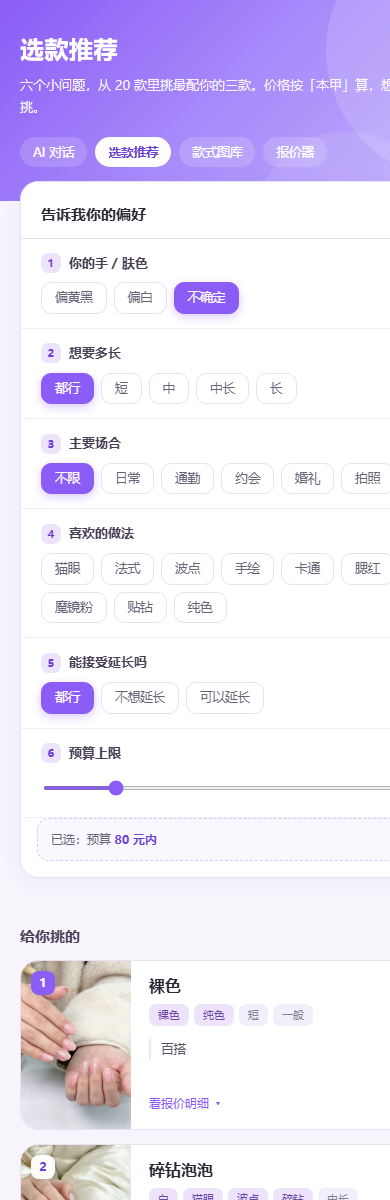 选款推荐
六个小问题，从 20 款里挑最配你的三款。价格按「本甲」算，想
挑。
AI 对话 选款推荐 款式图库 报价器
告诉我你的偏好
1 你的手 / 肤色
偏黄黑 偏白 不确定
2 想要多长
都行 短 中 中长 长
3 主要场合
不限 日常 通勤 约会 婚礼 拍照
4 喜欢的做法
猫眼 法式 波点 手绘 卡通 腮红
魔镜粉 贴钻 纯色
5 能接受延长吗
都行 不想延长 可以延长
6 预算上限
已选：预算 80 元内
给你挑的
1 裸色
裸色 纯色 短 一般
百搭
看报价明细
2 碎钻泡泡
白 猫眼 波点 碎钻 中长